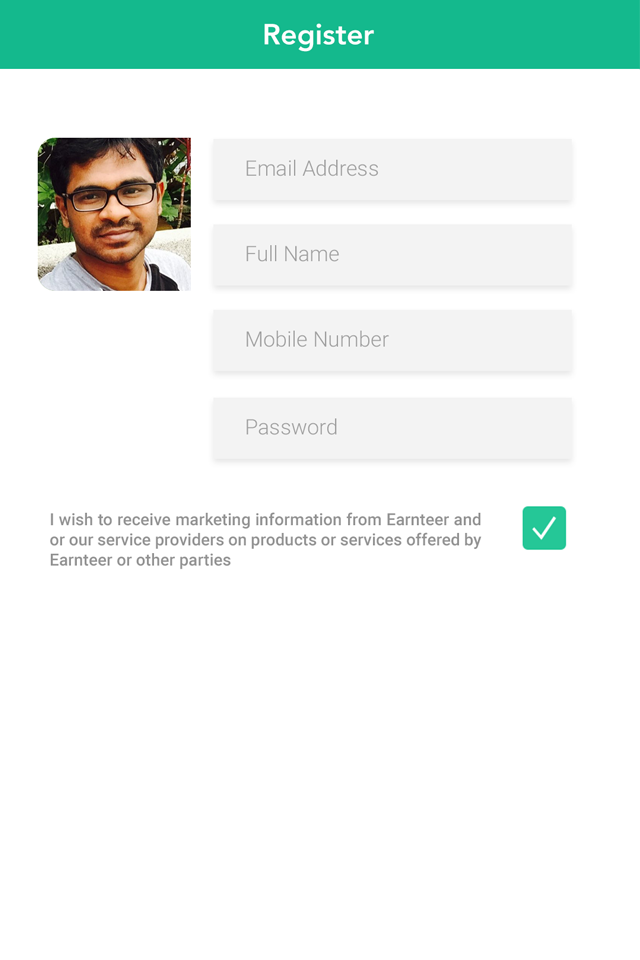 Register
Email Address
Full Name
Mobile Number
Password
I wish to receive marketing information from Earnteer and
or our service providers on products or services offered by
Earnteer or other parties